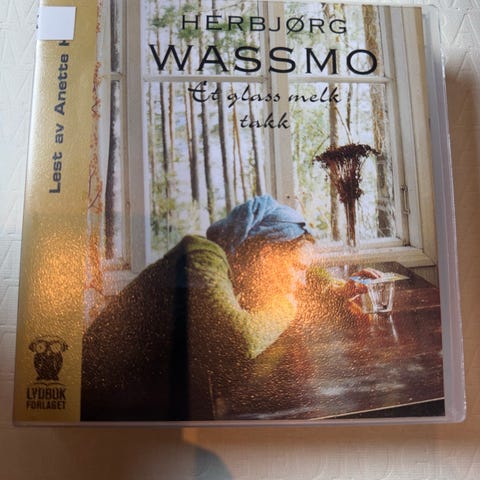 HERBJØRG
WASSMO
Et glass melk
takk
Lest av Anette
LYDBOK
FORLAGET